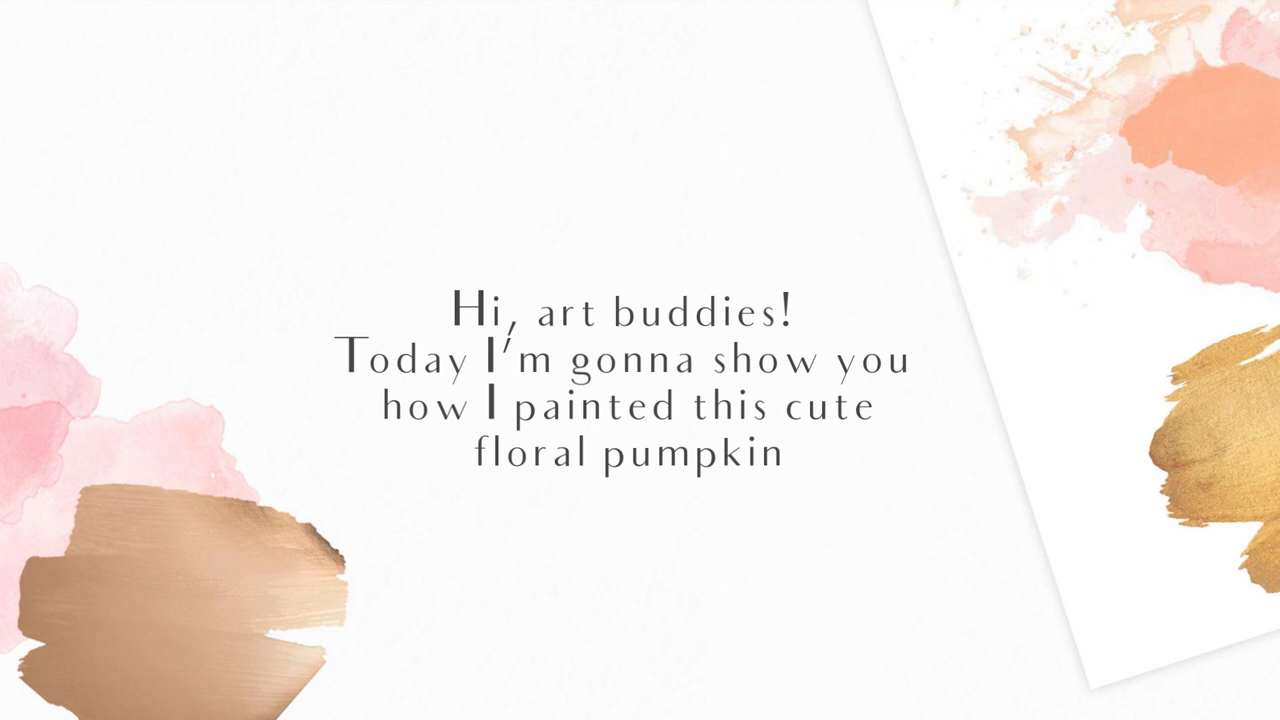 Hi, art buddies!
Today I'm gonna show you
how I painted this cute
floral pumpkin